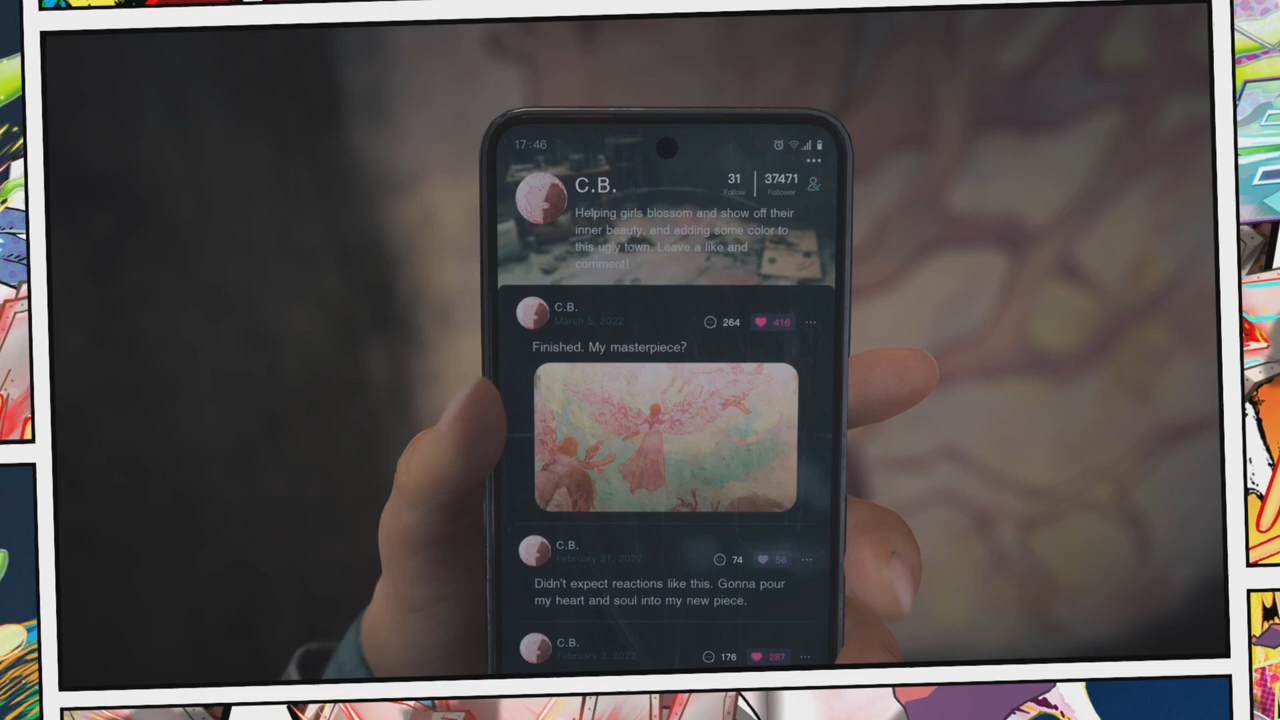 17:46
C.B.
31
37471
Follow
Follower
Helping girls blossom and show off their
inner beauty, and adding some color to
this ugly town. Leave a like and
comment!
C.B.
March 5, 2022
264
416
Finished. My masterpiece?
C.B.
February 21, 2022
74
56
Didn't expect reactions like this. Gonna pour
my heart and soul into my new piece.
C.B.
February 3, 2022
176
287